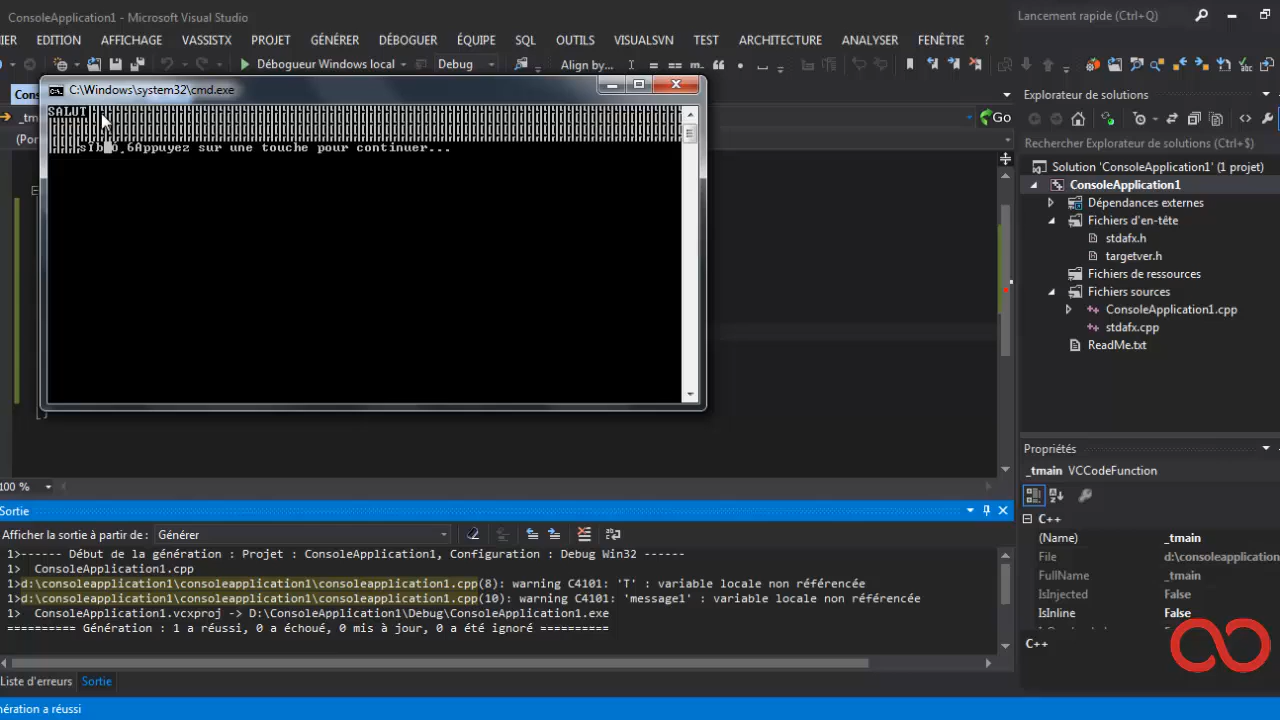 ConsoleApplication1 - Microsoft Visual Studio
Lancement rapide (Ctrl+Q)
IER EDITION AFFICHAGE VASSISTX PROJET GÉNÉRER DÉBOGUER ÉQUIPE SQL OUTILS VISUALSVN TEST ARCHITECTURE ANALYSER FENÊTRE ?
Débogueur Windows local Debug Align by...
Cons
C:\Windows\system32\cmd.exe
_tm
Go
(Por
SALUT
Appuyez sur une touche pour continuer...
100 %
Explorateur de solutions
Rechercher Explorateur de solutions (Ctrl+
Solution 'ConsoleApplication1' (1 projet)
ConsoleApplication1
Dépendances externes
Fichiers d'en-tête
stdafx.h
targetver.h
Fichiers de ressources
Fichiers sources
ConsoleApplication1.cpp
stdafx.cpp
ReadMe.txt
Propriétés
_tmain VCCodeFunction
C++
(Name) _tmain
File d:\consoleapplication
FullName _tmain
IsInjected False
IsInline False
C++
Sortie
Afficher la sortie à partir de : Générer
1>------ Début de la génération : Projet : ConsoleApplication1, Configuration : Debug Win32 ------
1> ConsoleApplication1.cpp
1>d:\consoleapplication1\consoleapplication1\consoleapplication1.cpp(8): warning C4101: 'T' : variable locale non référencée
1>d:\consoleapplication1\consoleapplication1\consoleapplication1.cpp(10): warning C4101: 'message1' : variable locale non référencée
1> ConsoleApplication1.vcxproj -> D:\ConsoleApplication1\Debug\ConsoleApplication1.exe
========== Génération : 1 a réussi, 0 a échoué, 0 mis à jour, 0 a été ignoré ==========
Liste d'erreurs Sortie
nération a réussi